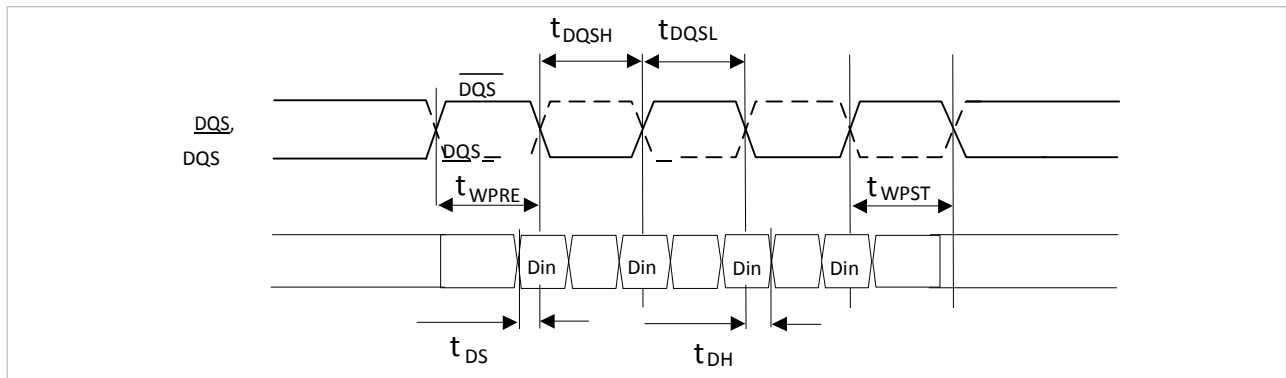 tDQSH tDQSL
DQS
DQS,
DQS
DQS
tWPRE
tWPST
Din Din Din Din
tDS
tDH